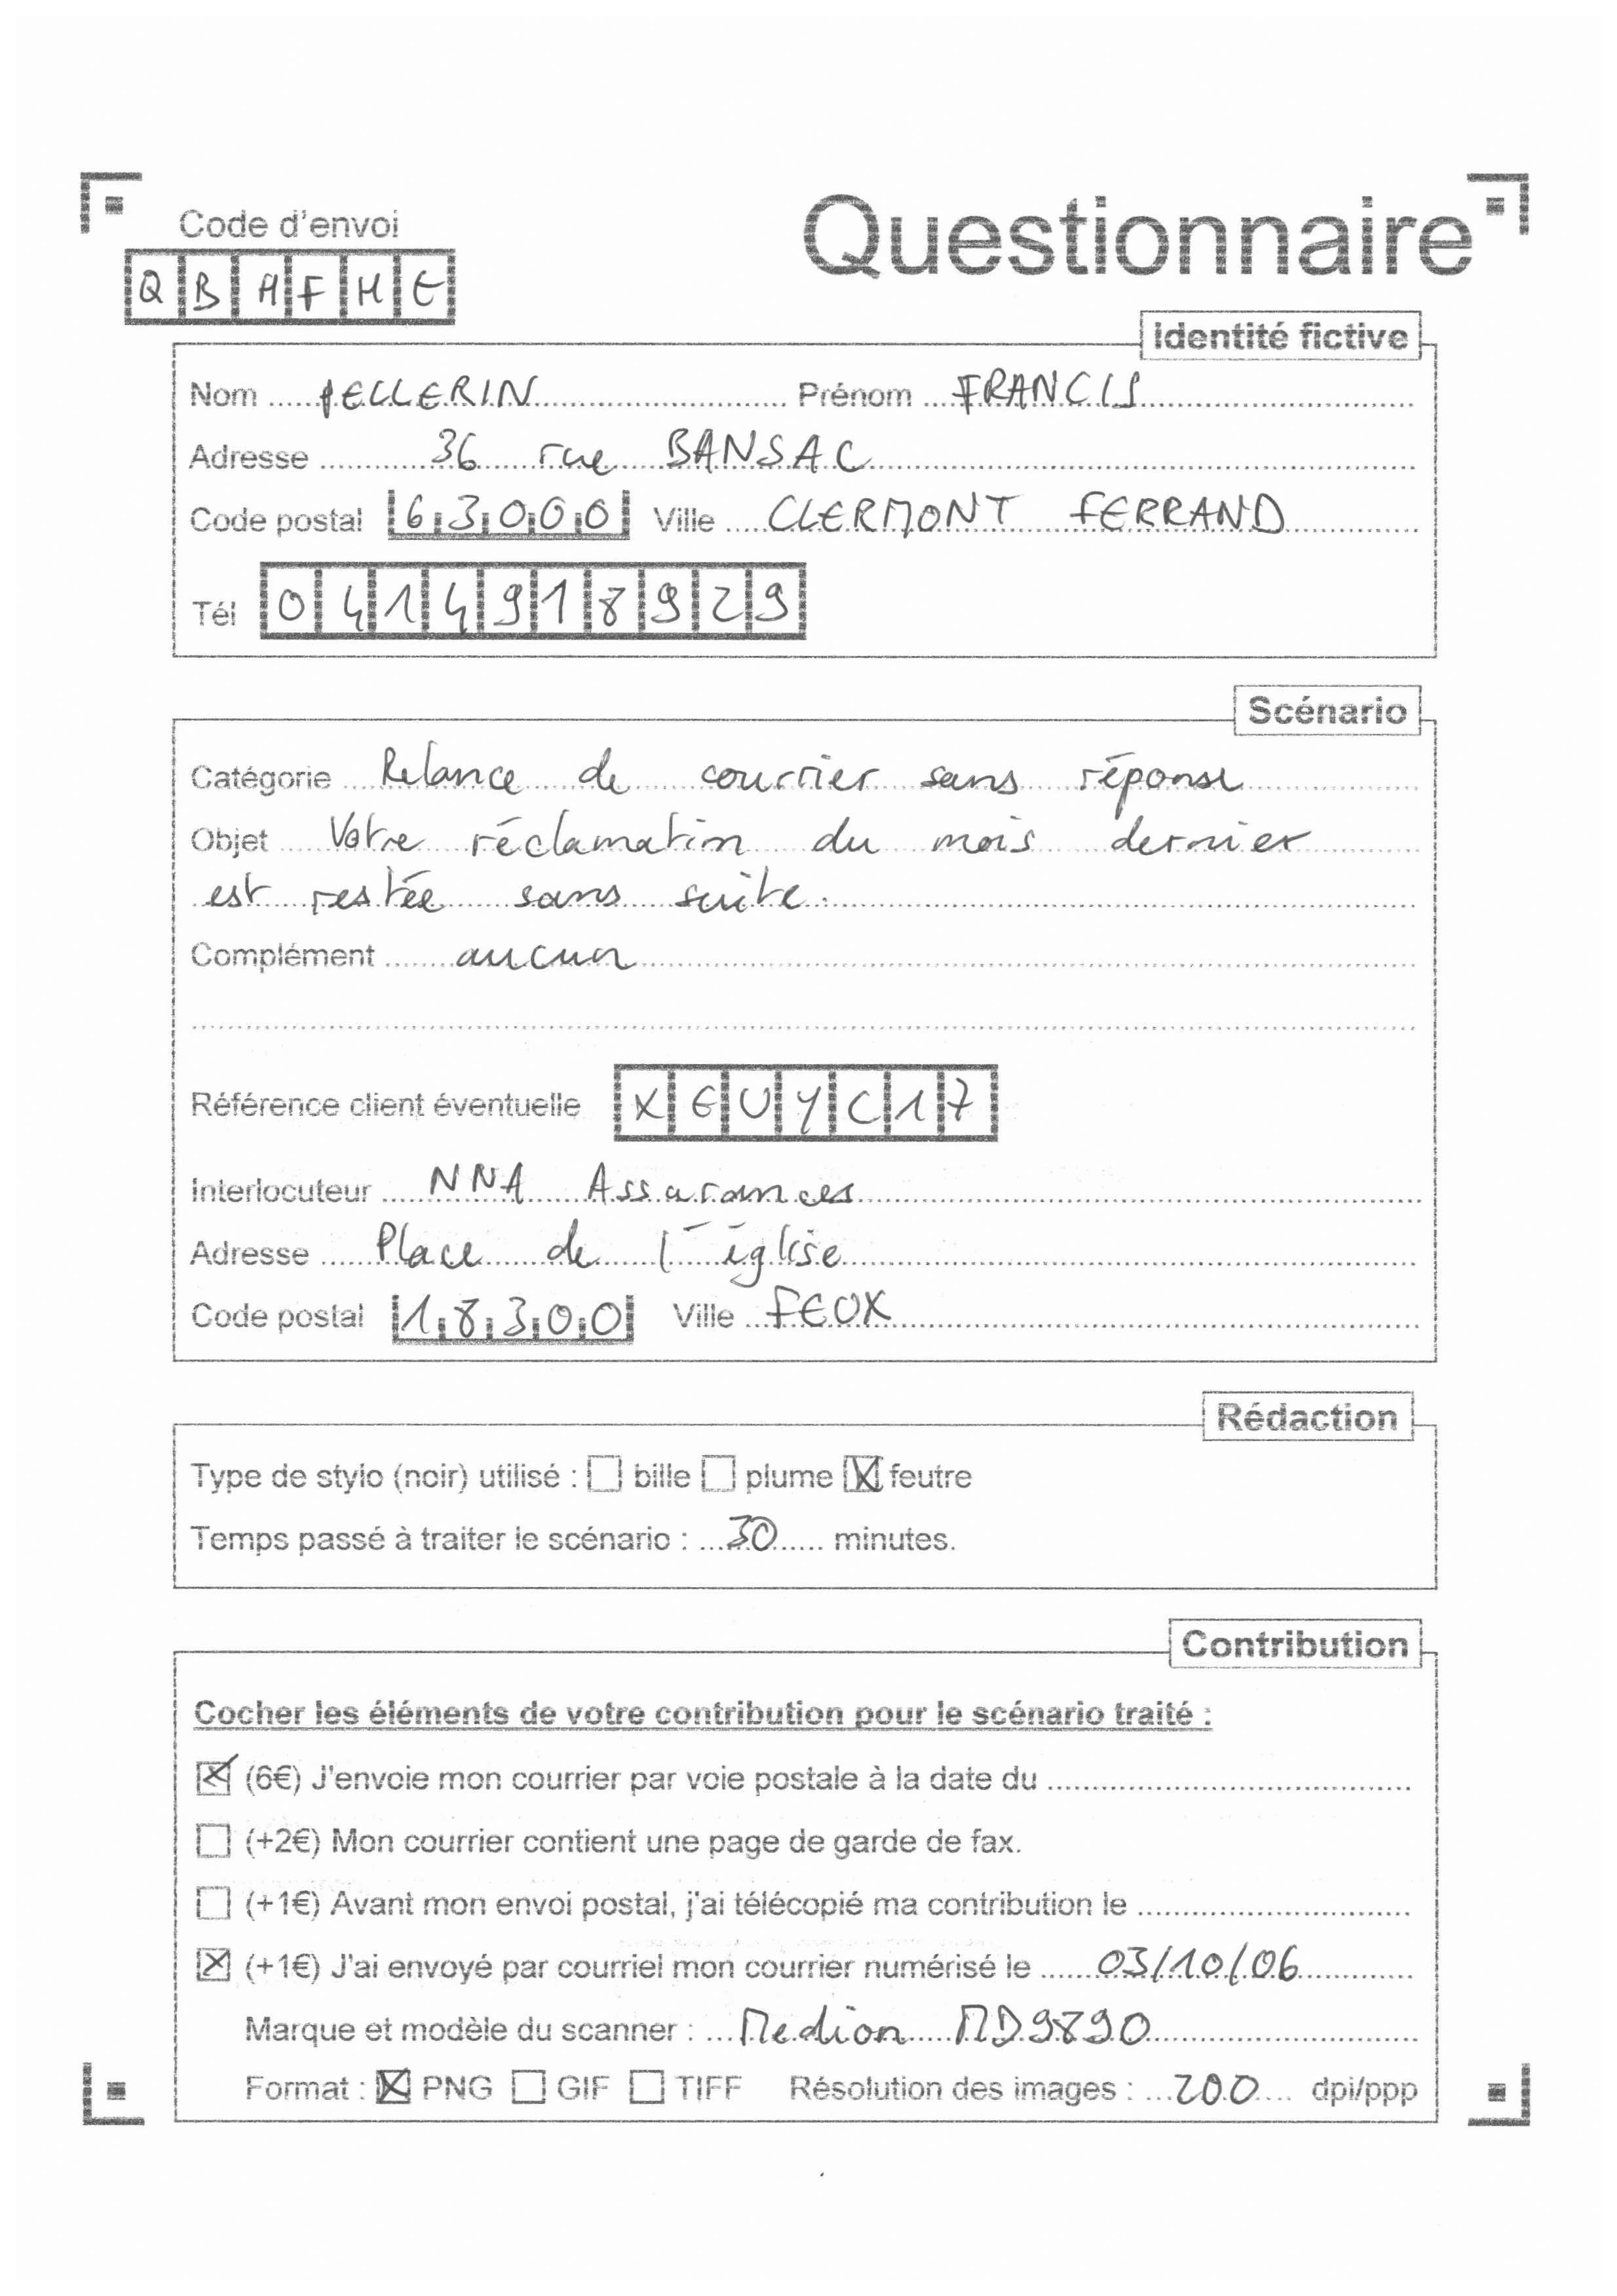 Code d'envoi
Questionnaire
QBAFHE
Identité fictive
Nom PELLERIN Prénom FRANCIS
Adresse 36 rue BANSAC
Code postal 63000 Ville CLERMONT FERRAND
Tél 0414918929
Scénario
Catégorie Relance de courrier sans réponse
Objet Votre réclamation du mois dernier
est restée sans suite.
Complément aucun
Référence client éventuelle XEUYC17
Interlocuteur NNA Assurances
Adresse Place de l'église
Code postal 18300 Ville FEUX
Rédaction
Type de stylo (noir) utilisé : ☐ bille ☐ plume ☒ feutre
Temps passé à traiter le scénario : 30 minutes.
Contribution
Cocher les éléments de votre contribution pour le scénario traité :
☒ (6€) J'envoie mon courrier par voie postale à la date du
☐ (+2€) Mon courrier contient une page de garde de fax.
☐ (+1€) Avant mon envoi postal, j'ai télécopié ma contribution le
☒ (+1€) J'ai envoyé par courriel mon courrier numérisé le 03/10/06
Marque et modèle du scanner : Medion MD9890
Format : ☒ PNG ☐ GIF ☐ TIFF Résolution des images : 200 dpi/ppp